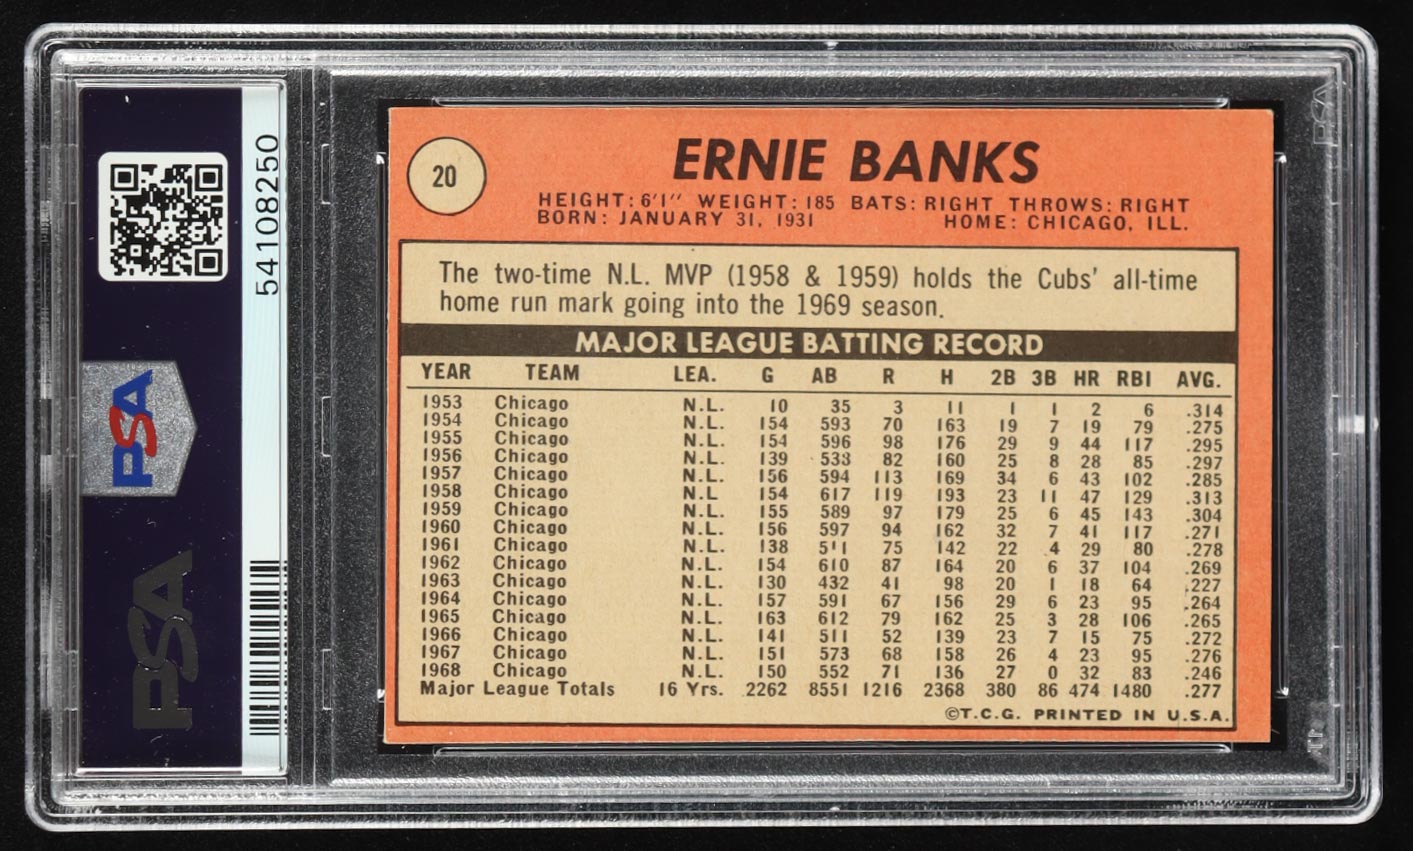 54108250
PSA
PSA
20
ERNIE BANKS
HEIGHT: 6'1" WEIGHT: 185 BATS: RIGHT THROWS: RIGHT
BORN: JANUARY 31, 1931 HOME: CHICAGO, ILL.
The two-time N.L. MVP (1958 & 1959) holds the Cubs' all-time
home run mark going into the 1969 season.
MAJOR LEAGUE BATTING RECORD
YEAR TEAM LEA. G AB R H 2B 3B HR RBI AVG.
1953 Chicago N.L. 10 35 3 11 1 1 2 6 .314
1954 Chicago N.L. 154 593 70 163 19 7 19 79 .275
1955 Chicago N.L. 154 596 98 176 29 9 44 117 .295
1956 Chicago N.L. 139 538 82 160 25 8 28 85 .297
1957 Chicago N.L. 156 594 113 169 34 6 43 102 .285
1958 Chicago N.L. 154 617 119 193 23 11 47 129 .313
1959 Chicago N.L. 155 589 97 179 25 6 45 143 .304
1960 Chicago N.L. 156 597 94 162 32 7 41 117 .271
1961 Chicago N.L. 138 511 75 142 22 4 29 80 .278
1962 Chicago N.L. 154 610 87 164 20 6 37 104 .269
1963 Chicago N.L. 130 432 41 98 20 1 18 64 .227
1964 Chicago N.L. 157 591 67 156 29 6 23 95 .264
1965 Chicago N.L. 163 612 79 162 25 3 28 106 .265
1966 Chicago N.L. 141 511 52 139 23 7 15 75 .272
1967 Chicago N.L. 151 573 68 158 26 4 23 95 .276
1968 Chicago N.L. 150 552 71 136 27 0 32 83 .246
Major League Totals 16 Yrs. 2262 8551 1216 2368 380 86 474 1480 .277
©T.C.G. PRINTED IN U.S.A.
PSA